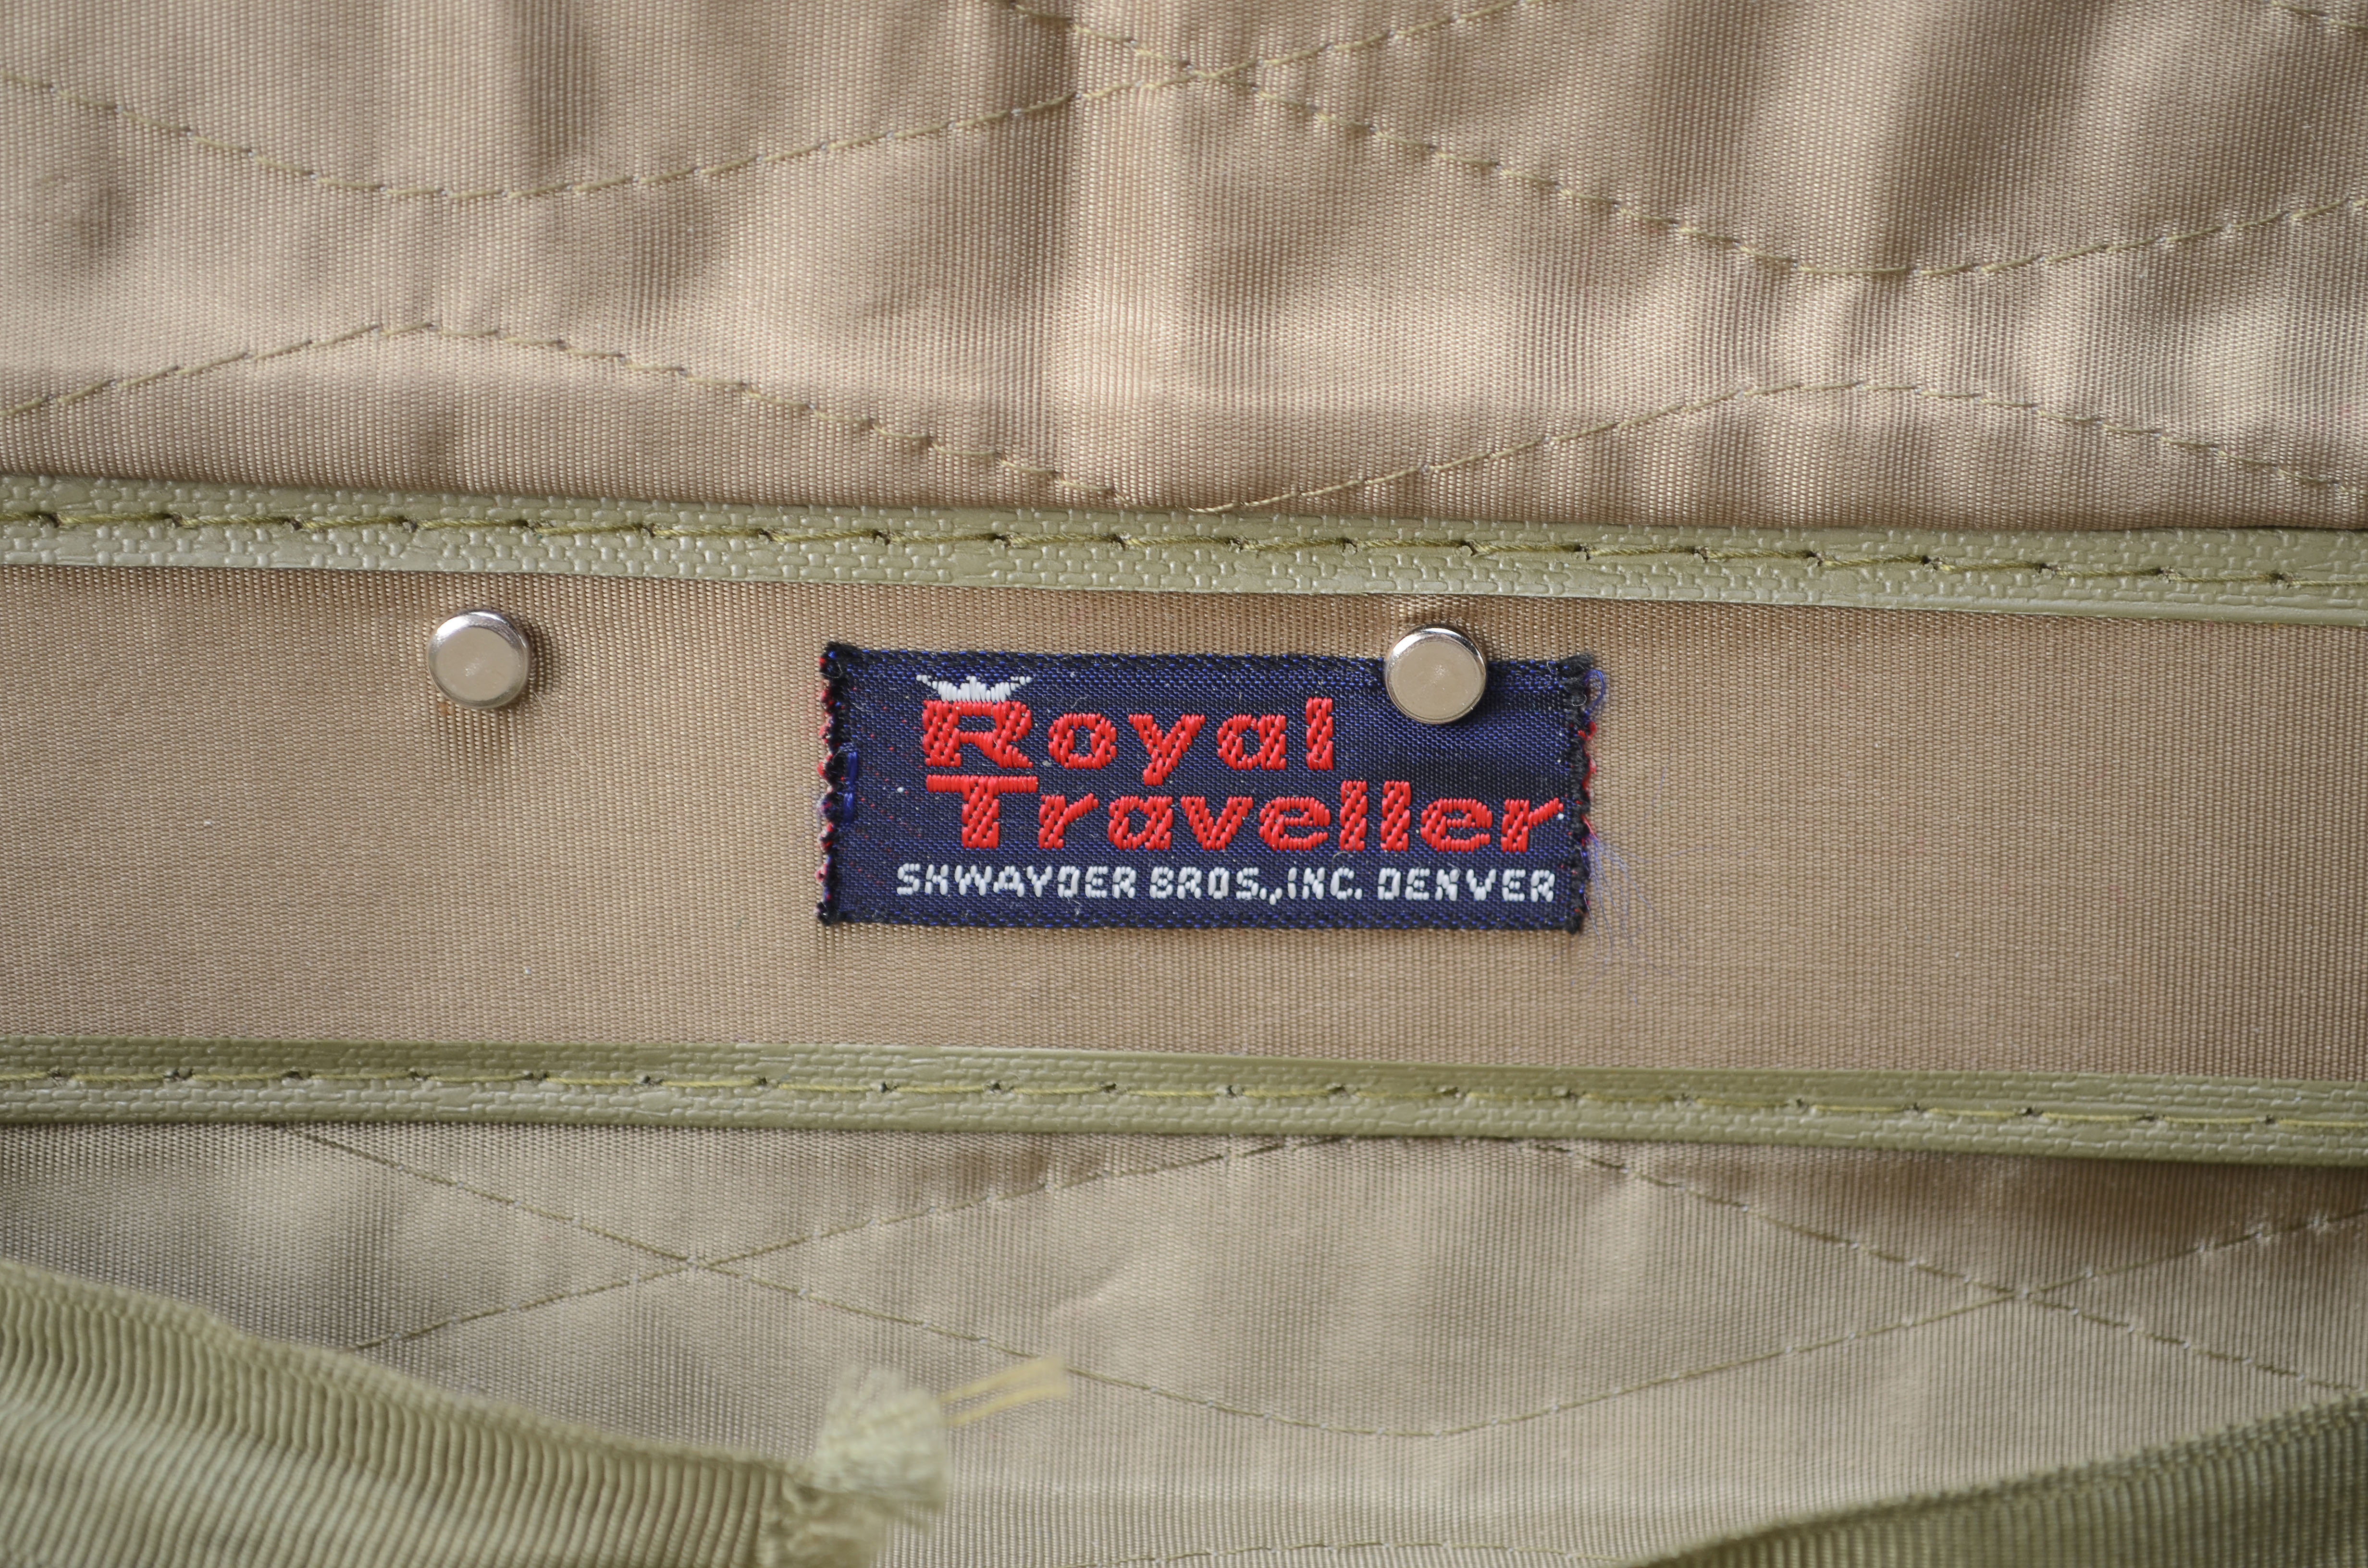 Royal
Traveller
SHWAYDER BROS., INC. DENVER